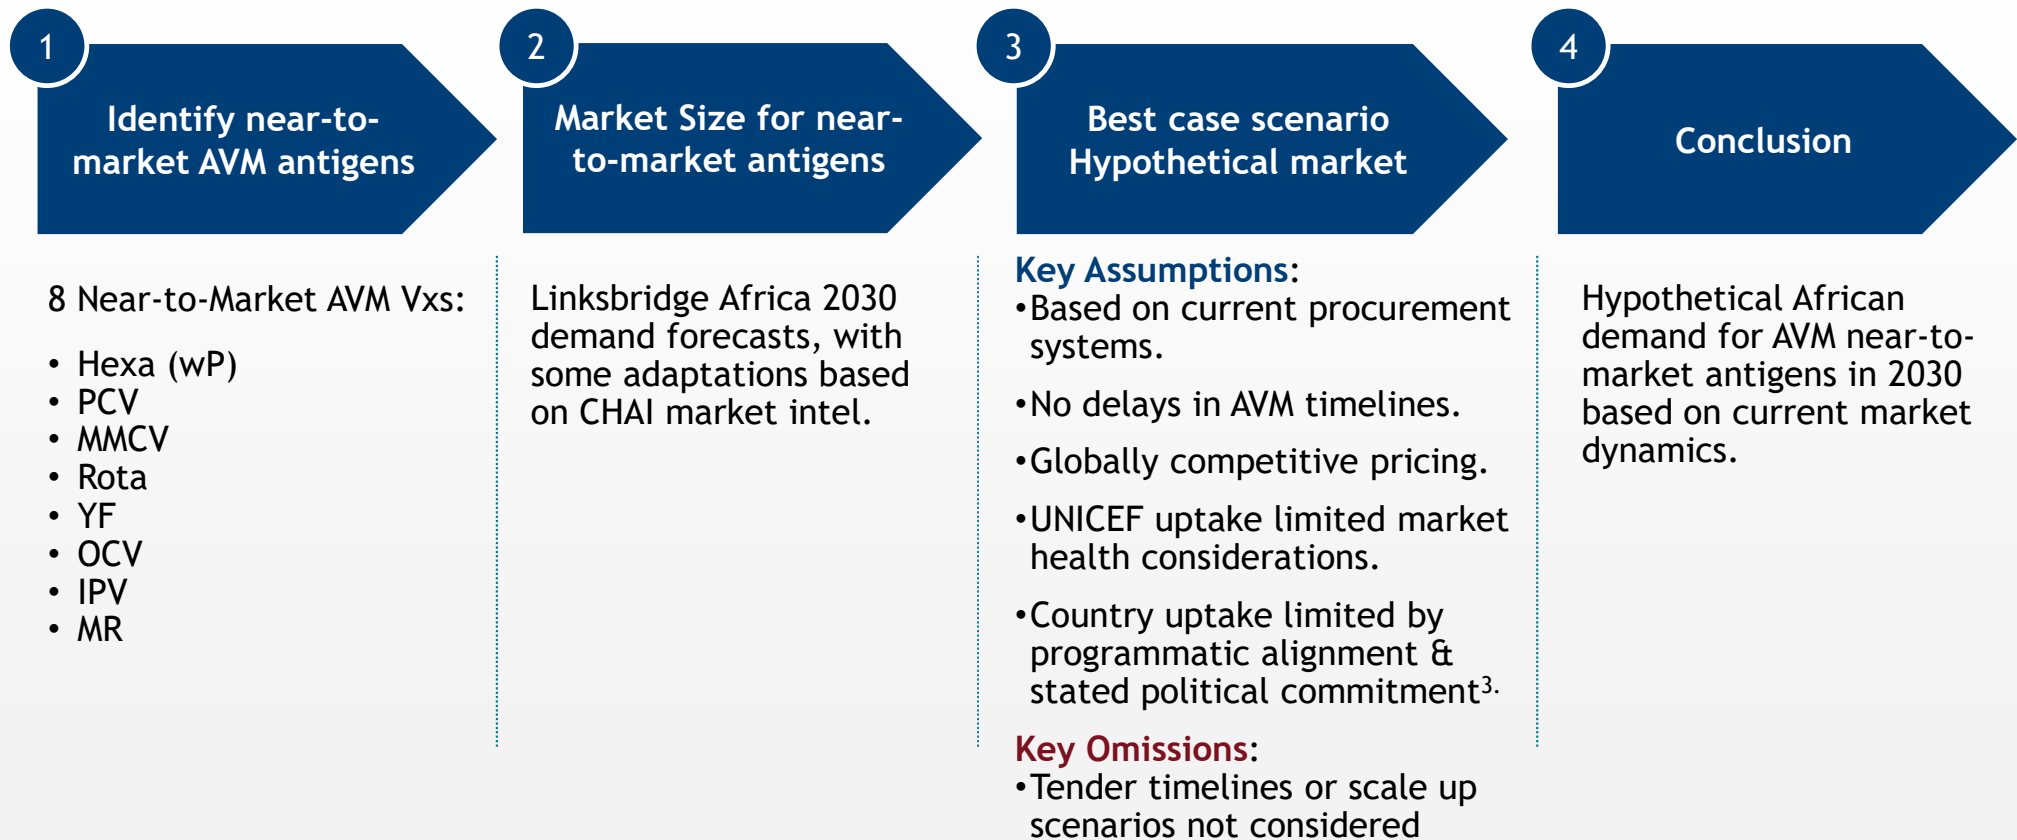 1
Identify near-to-
market AVM antigens
8 Near-to-Market AVM Vxs:
• Hexa (wP)
• PCV
• MMCV
• Rota
• YF
• OCV
• IPV
• MR
2
Market Size for near-
to-market antigens
Linksbridge Africa 2030
demand forecasts, with
some adaptations based
on CHAI market intel.
3
Best case scenario
Hypothetical market
Key Assumptions:
•Based on current procurement
systems.
•No delays in AVM timelines.
•Globally competitive pricing.
•UNICEF uptake limited market
health considerations.
•Country uptake limited by
programmatic alignment &
stated political commitment³.
Key Omissions:
•Tender timelines or scale up
scenarios not considered
4
Conclusion
Hypothetical African
demand for AVM near-to-
market antigens in 2030
based on current market
dynamics.